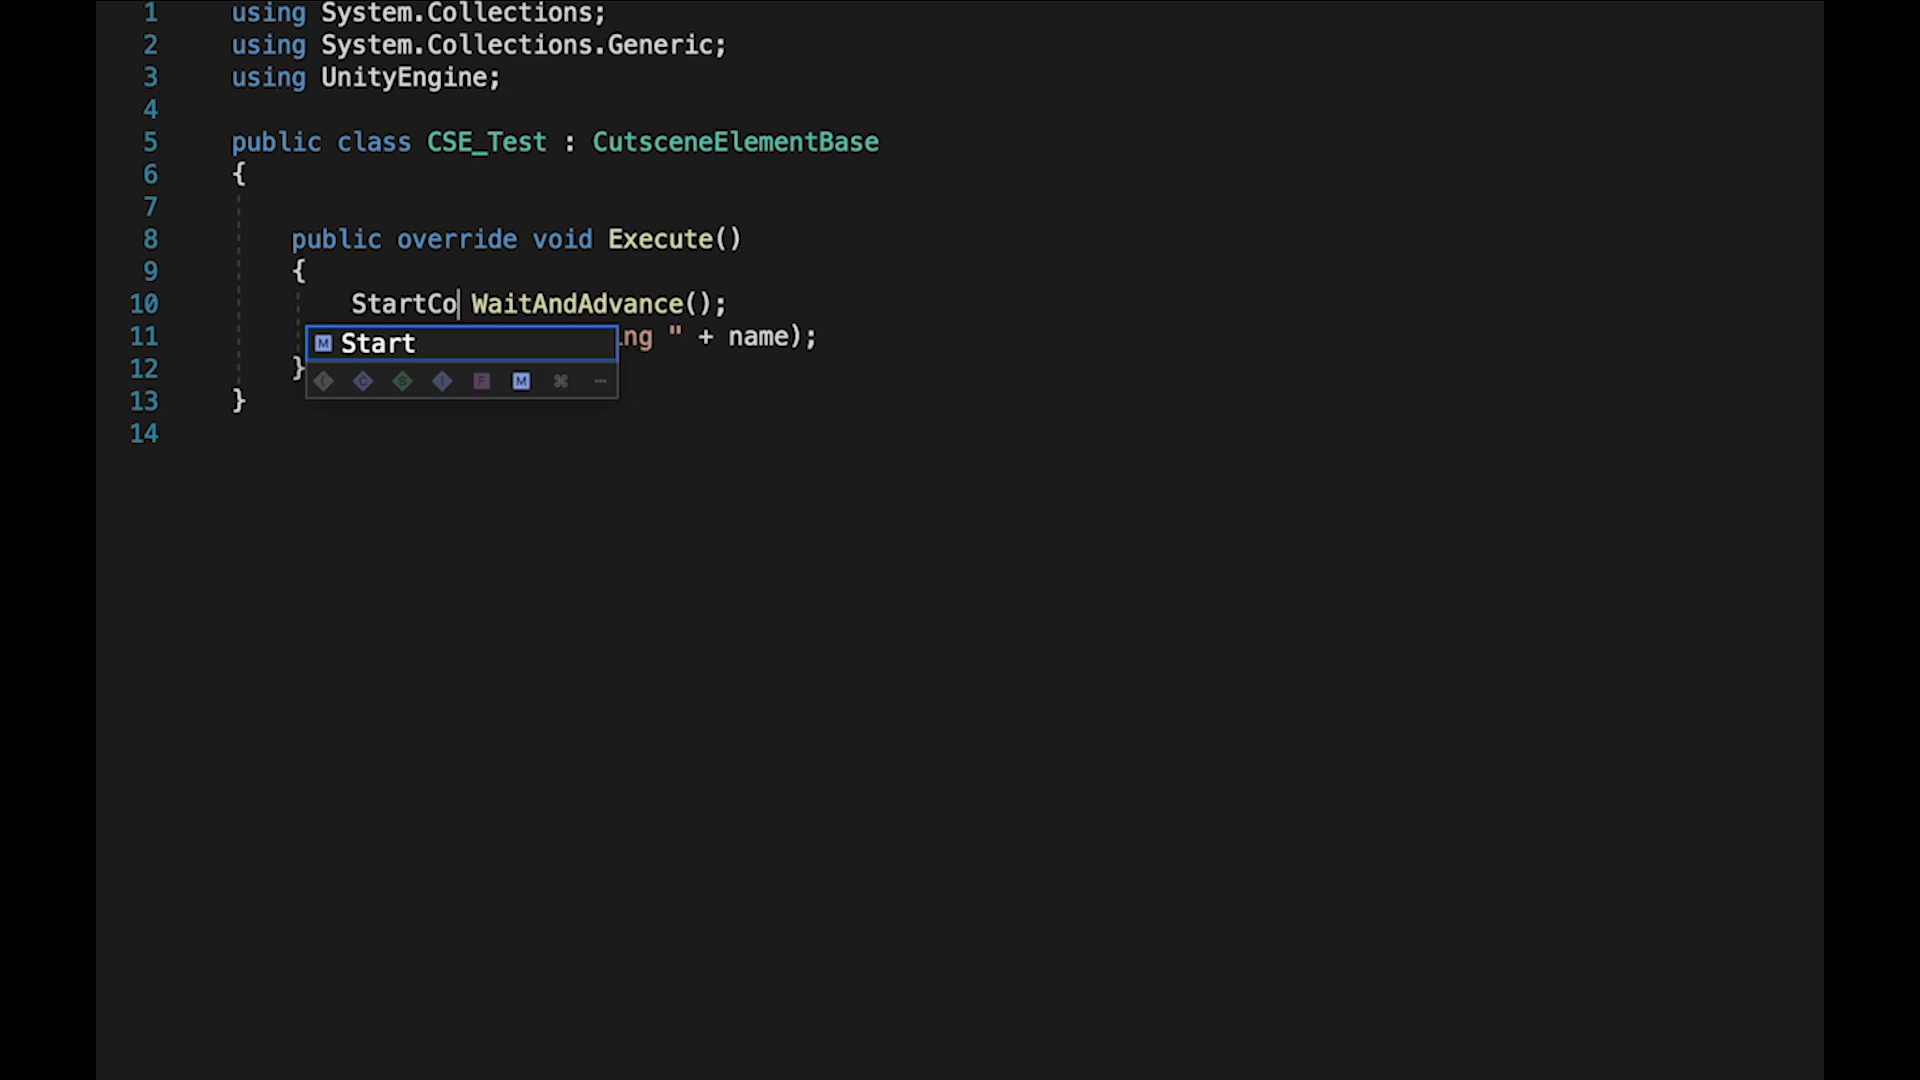 1 using System.Collections;
2 using System.Collections.Generic;
3 using UnityEngine;
4
5 public class CSE_Test : CutsceneElementBase
6 {
7
8 public override void Execute()
9 {
10 StartCo WaitAndAdvance();
11 ng " + name);
M Start
12 }
C S I F M ⌘ ···
13 }
14